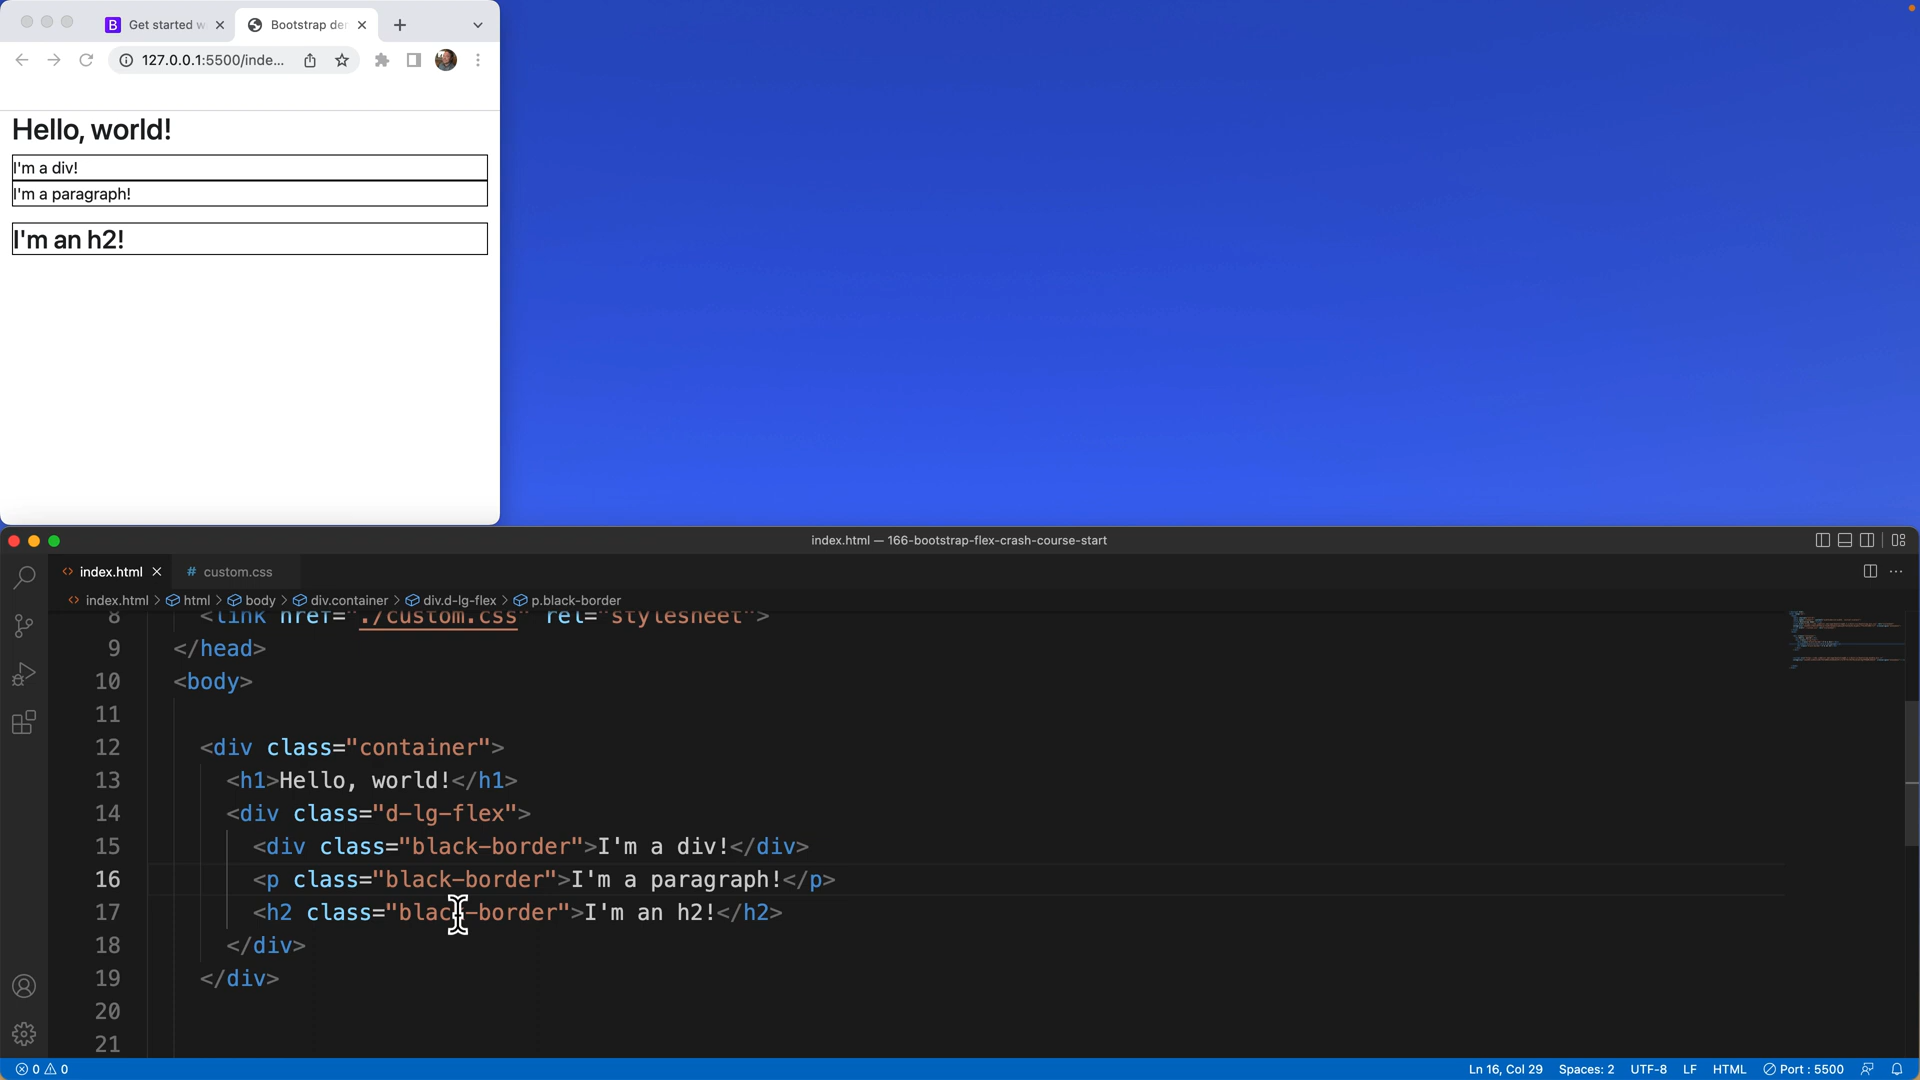 Get started w
Bootstrap der
127.0.0.1:5500/inde...
Hello, world!
I'm a div!
I'm a paragraph!
I'm an h2!
index.html — 166-bootstrap-flex-crash-course-start
index.html
# custom.css
index.html > html > body > div.container > div.d-lg-flex > p.black-border
8 <link href="./custom.css" rel="stylesheet">
9 </head>
10 <body>
11
12 <div class="container">
13 <h1>Hello, world!</h1>
14 <div class="d-lg-flex">
15 <div class="black-border">I'm a div!</div>
16 <p class="black-border">I'm a paragraph!</p>
17 <h2 class="black-border">I'm an h2!</h2>
18 </div>
19 </div>
20
21
0 0 Ln 16, Col 29 Spaces: 2 UTF-8 LF HTML Port : 5500